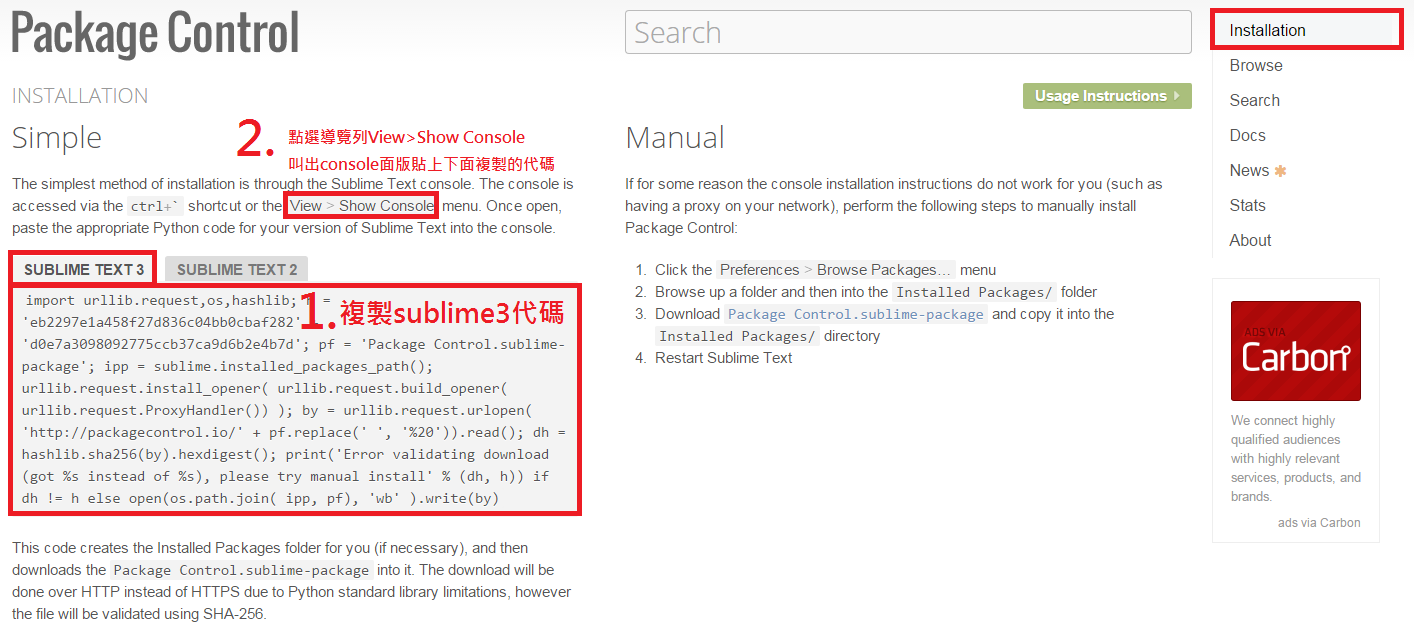 Package Control
Search
INSTALLATION
Usage Instructions
Simple
2.
點選導覽列View>Show Console
叫出console面版貼上下面複製的代碼
The simplest method of installation is through the Sublime Text console. The console is
accessed via the ctrl+` shortcut or the View > Show Console menu. Once open,
paste the appropriate Python code for your version of Sublime Text into the console.
SUBLIME TEXT 3
SUBLIME TEXT 2
import urllib.request,os,hashlib; =
'eb2297e1a458f27d836c04bb0cbaf282'
1.複製sublime3代碼
'd0e7a3098092775ccb37ca9d6b2e4b7d'; pf = 'Package Control.sublime-
package'; ipp = sublime.installed_packages_path();
urllib.request.install_opener( urllib.request.build_opener(
urllib.request.ProxyHandler()) ); by = urllib.request.urlopen(
'http://packagecontrol.io/' + pf.replace(' ', '%20')).read(); dh =
hashlib.sha256(by).hexdigest(); print('Error validating download
(got %s instead of %s), please try manual install' % (dh, h)) if
dh != h else open(os.path.join( ipp, pf), 'wb' ).write(by)
This code creates the Installed Packages folder for you (if necessary), and then
downloads the Package Control.sublime-package into it. The download will be
done over HTTP instead of HTTPS due to Python standard library limitations, however
the file will be validated using SHA-256.
Manual
If for some reason the console installation instructions do not work for you (such as
having a proxy on your network), perform the following steps to manually install
Package Control:
1. Click the Preferences > Browse Packages… menu
2. Browse up a folder and then into the Installed Packages/ folder
3. Download Package Control.sublime-package and copy it into the
Installed Packages/ directory
4. Restart Sublime Text
Installation
Browse
Search
Docs
News
Stats
About
ADS VIA
Carbon
We connect highly
qualified audiences
with highly relevant
services, products, and
brands.
ads via Carbon